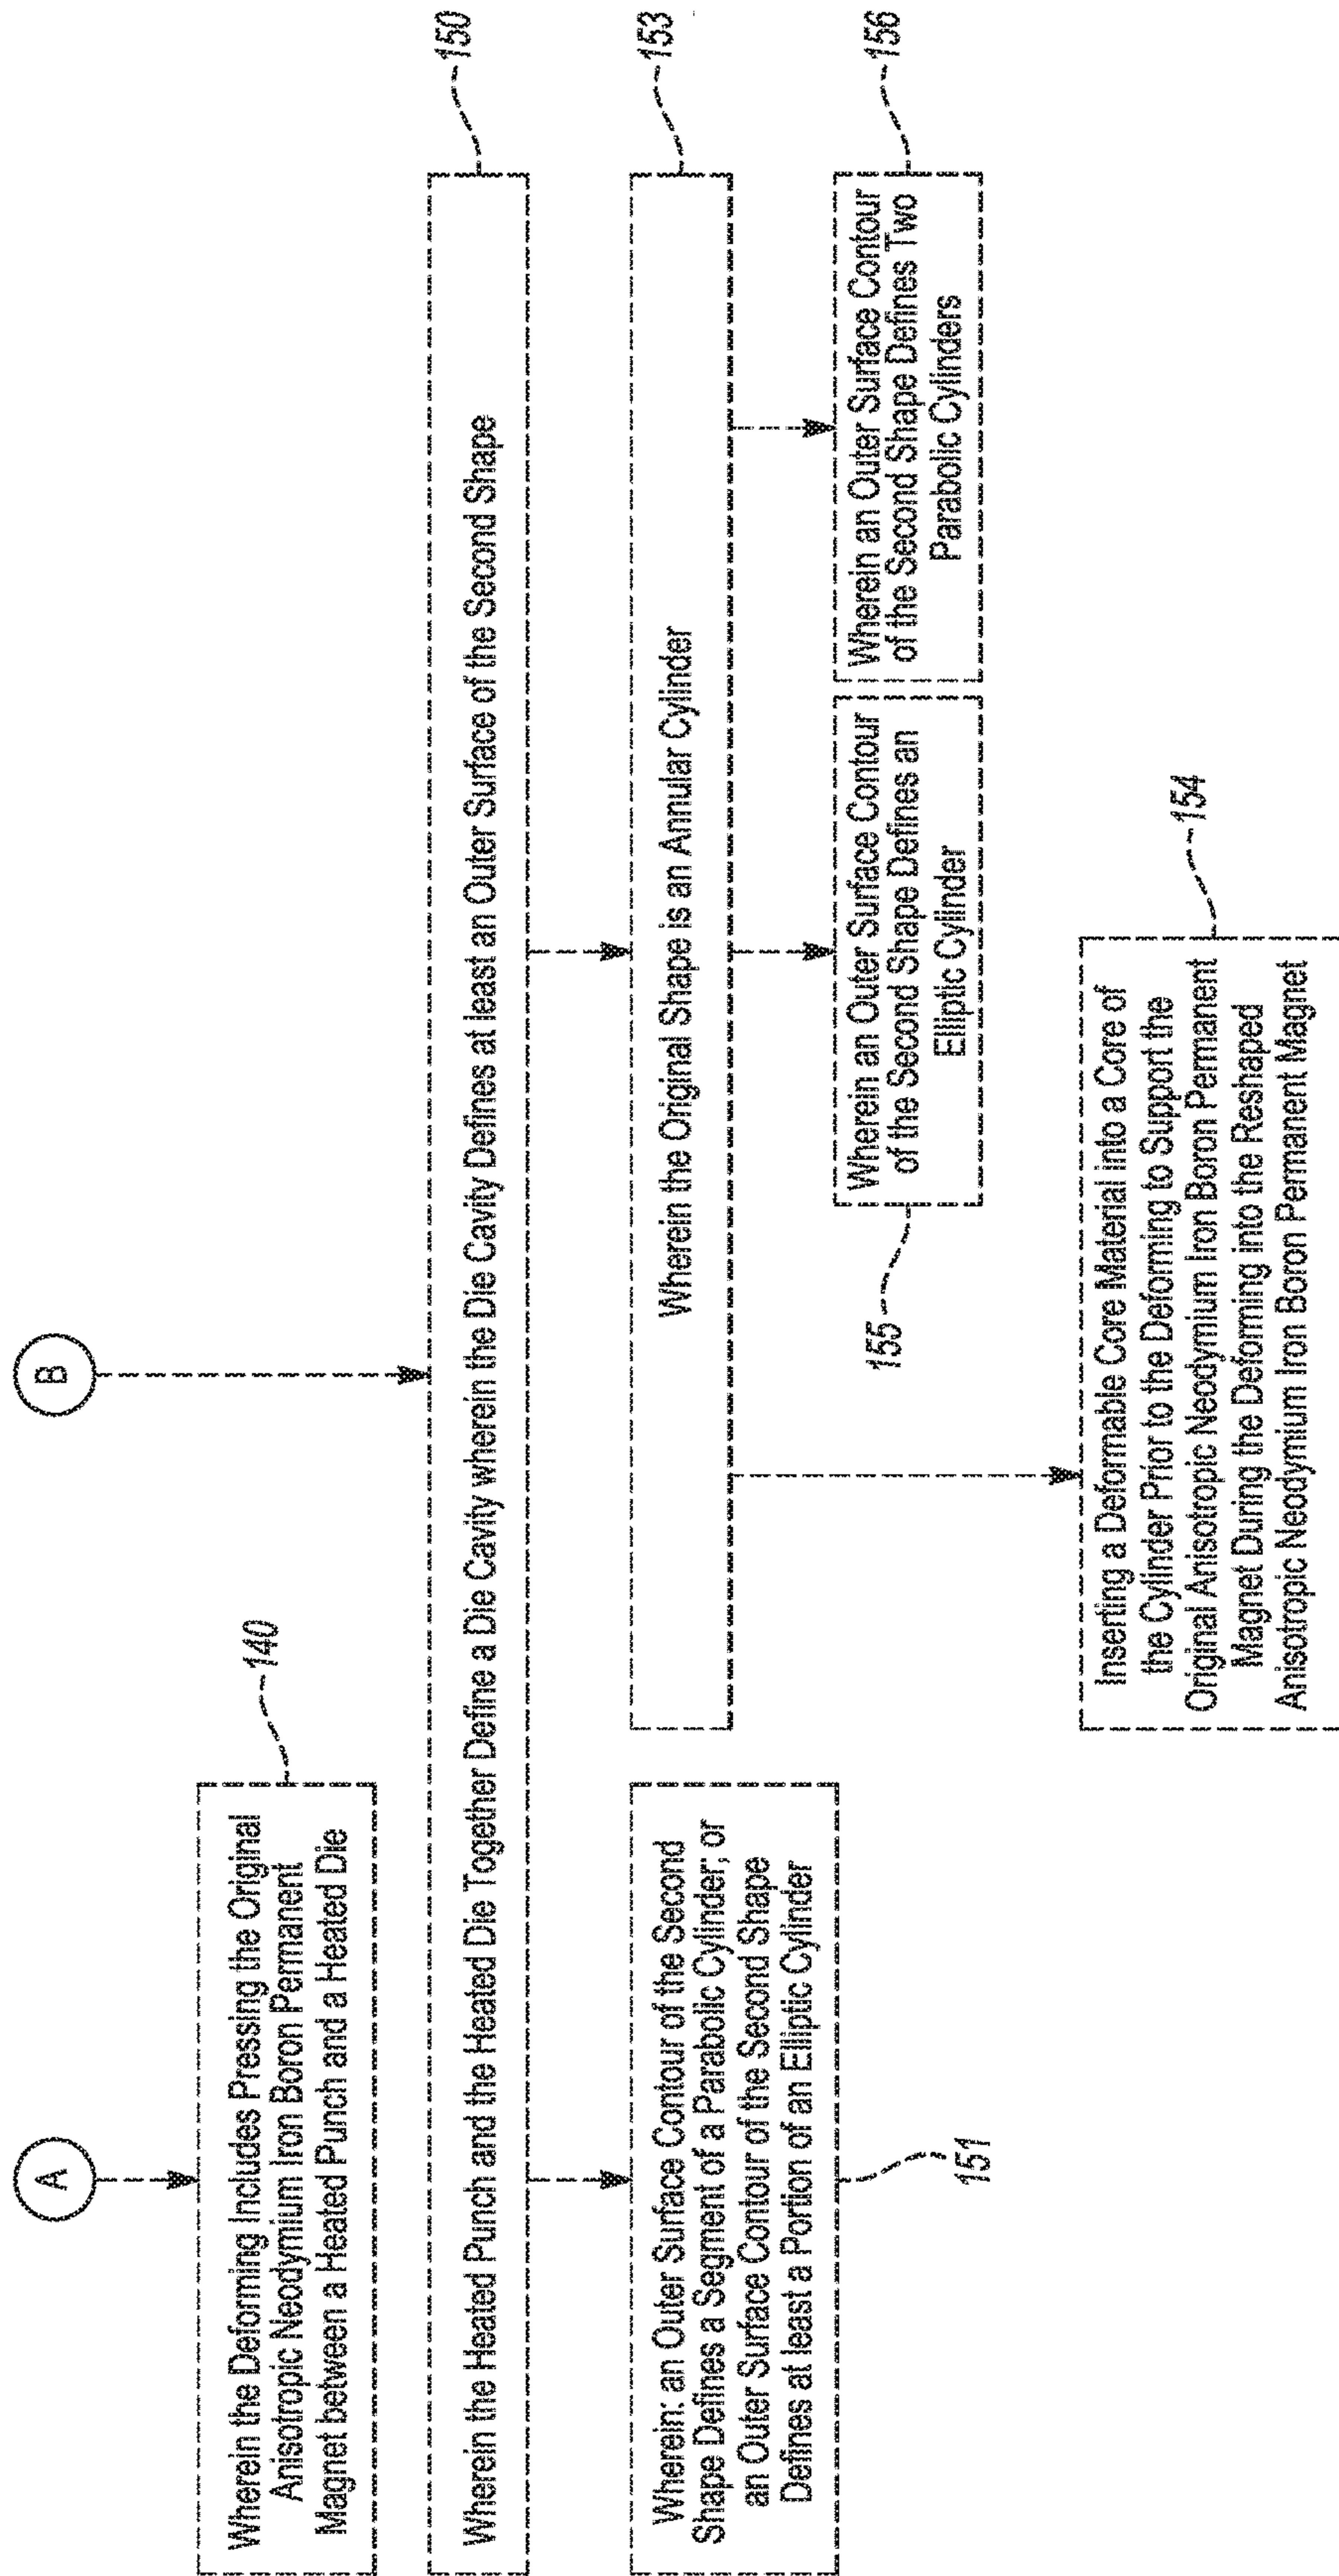 A
B
Wherein the Deforming Includes Pressing the Original
Anisotropic Neodymium Iron Boron Permanent
Magnet between a Heated Punch and a Heated Die
140
Wherein the Heated Punch and the Heated Die Together Define a Die Cavity wherein the Die Cavity Defines at least an Outer Surface of the Second Shape
150
Wherein: an Outer Surface Contour of the Second
Shape Defines a Segment of a Parabolic Cylinder; or
an Outer Surface Contour of the Second Shape
Defines at least a Portion of an Elliptic Cylinder
151
Wherein the Original Shape is an Annular Cylinder
153
Wherein an Outer Surface Contour
of the Second Shape Defines an
Elliptic Cylinder
155
Wherein an Outer Surface Contour
of the Second Shape Defines Two
Parabolic Cylinders
156
Inserting a Deformable Core Material into a Core of
the Cylinder Prior to the Deforming to Support the
Original Anisotropic Neodymium Iron Boron Permanent
Magnet During the Deforming into the Reshaped
Anisotropic Neodymium Iron Boron Permanent Magnet
154